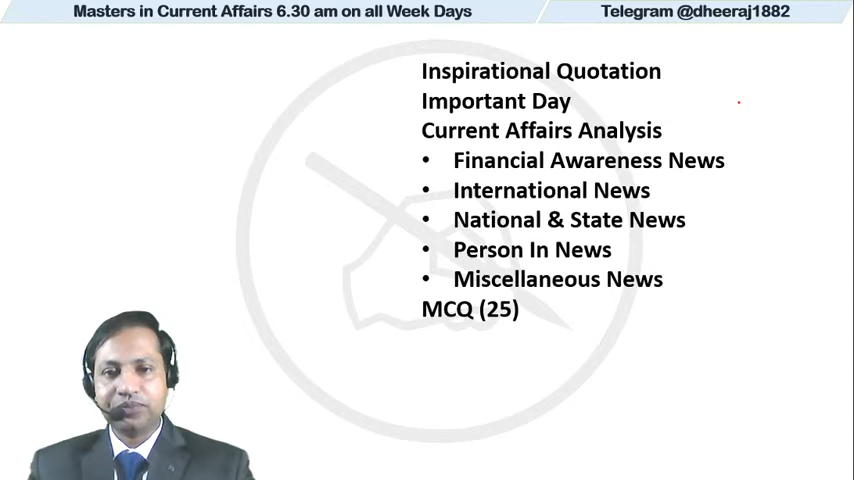 Masters in Current Affairs 6.30 am on all Week Days
Telegram @dheeraj1882
Inspirational Quotation
Important Day
Current Affairs Analysis
• Financial Awareness News
• International News
• National & State News
• Person In News
• Miscellaneous News
MCQ (25)